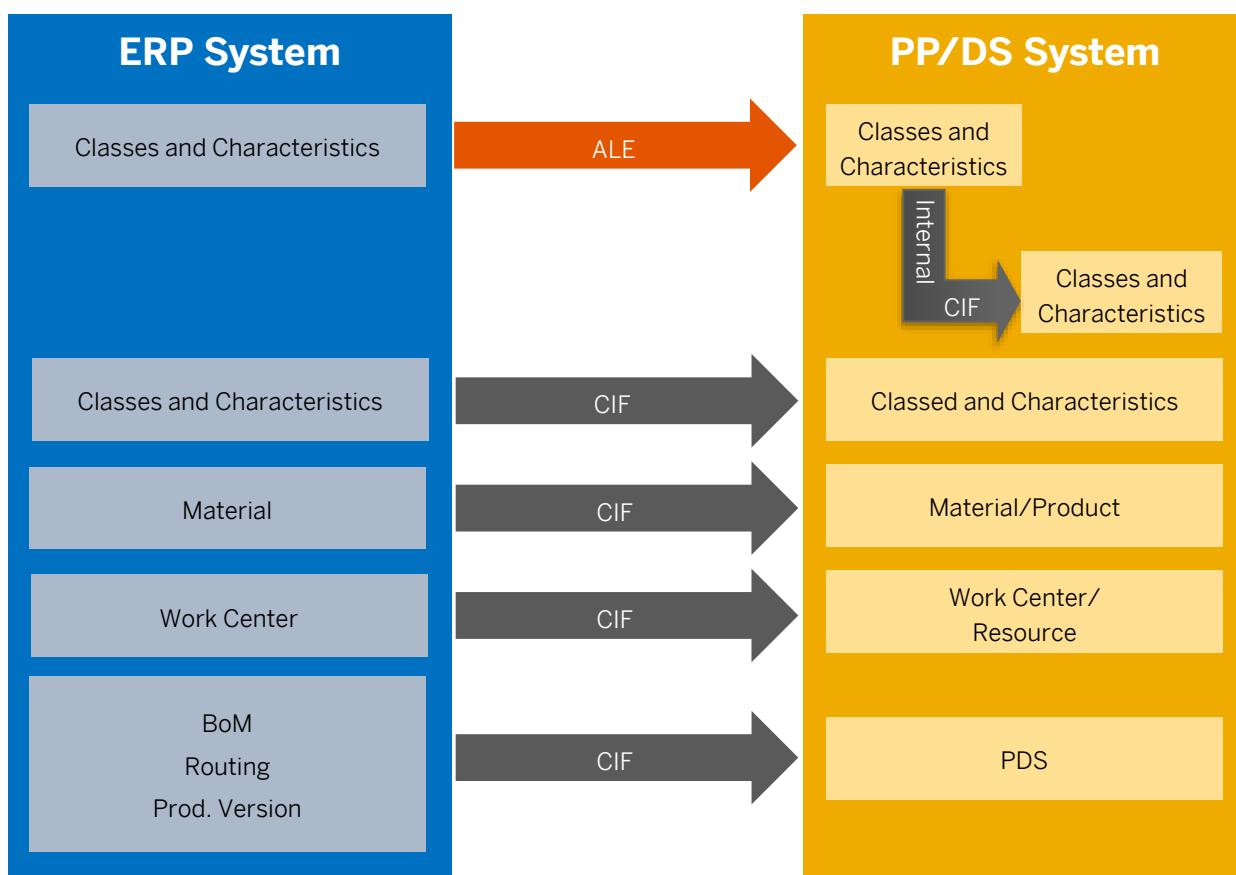 ERP System
PP/DS System
Classes and Characteristics
ALE
Classes and
Characteristics
Internal
CIF
Classes and
Characteristics
Classes and Characteristics
CIF
Classed and Characteristics
Material
CIF
Material/Product
Work Center
CIF
Work Center/
Resource
BoM
Routing
Prod. Version
CIF
PDS